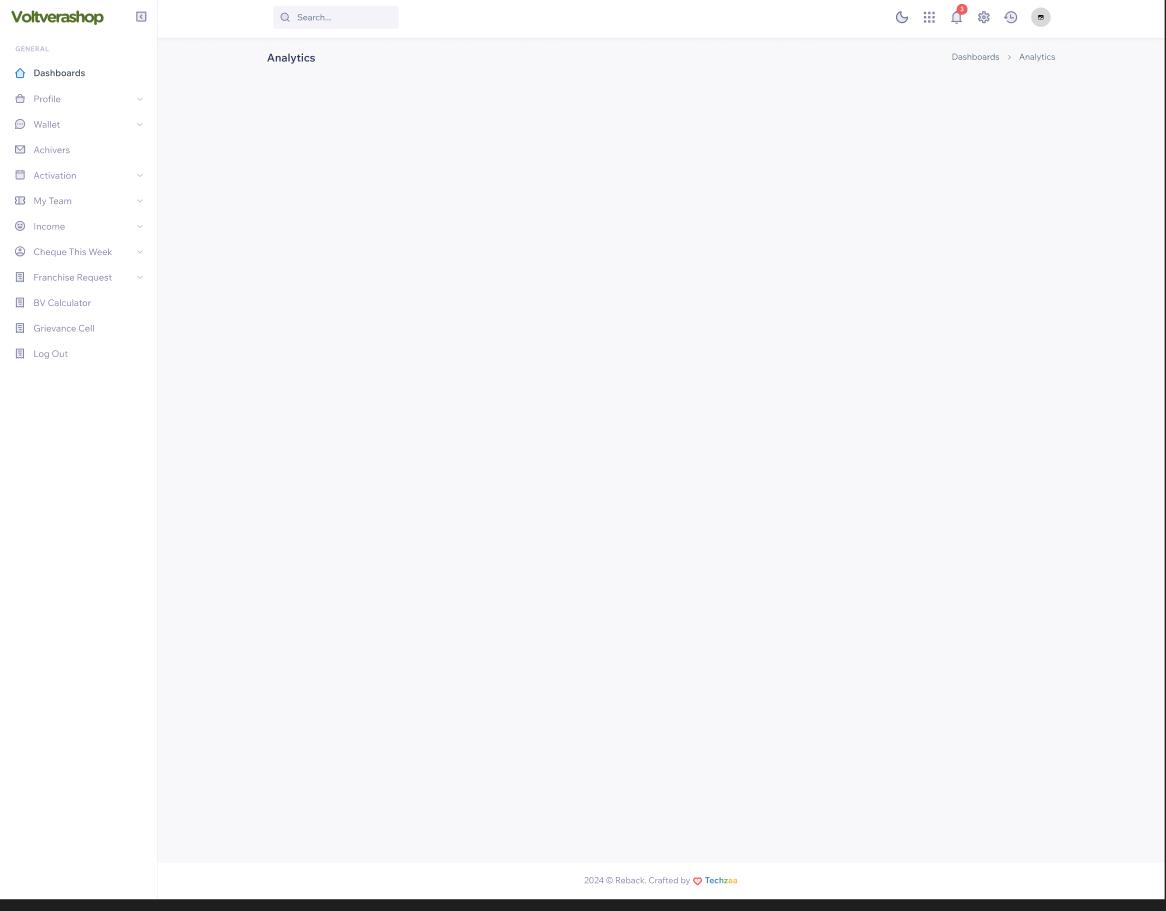 Voltverashop
Search...
3
GENERAL
Dashboards
Profile
Wallet
Achivers
Activation
My Team
Income
Cheque This Week
Franchise Request
BV Calculator
Grievance Cell
Log Out
Analytics
Dashboards > Analytics
2024 © Reback. Crafted by Techzaa